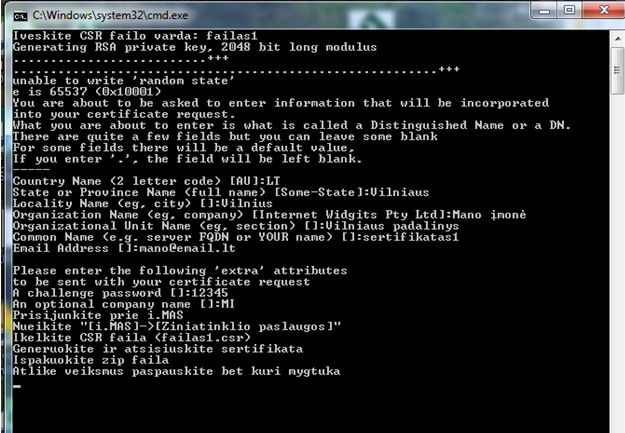 C:\Windows\system32\cmd.exe
Iveskite CSR failo varda: failas1
Generating RSA private key, 2048 bit long modulus
..........................+++
.........................................................+++
unable to write 'random state'
e is 65537 (0x10001)
You are about to be asked to enter information that will be incorporated
into your certificate request.
What you are about to enter is what is called a Distinguished Name or a DN.
There are quite a few fields but you can leave some blank
For some fields there will be a default value,
If you enter '.', the field will be left blank.
-----
Country Name (2 letter code) [AU]:LT
State or Province Name (full name) [Some-State]:Vilniaus
Locality Name (eg, city) []:Vilnius
Organization Name (eg, company) [Internet Widgits Pty Ltd]:Mano įmonė
Organizational Unit Name (eg, section) []:Vilniaus padalinys
Common Name (e.g. server FQDN or YOUR name) []:sertifikatas1
Email Address []:mano@email.lt
Please enter the following 'extra' attributes
to be sent with your certificate request
A challenge password []:12345
An optional company name []:MI
Prisijunkite prie i.MAS
Nueikite "[i.MAS]->[Ziniatinklio paslaugos]"
Ikelkite CSR faila (failas1.csr)
Generuokite ir atsisiuskite sertifikata
Ispakuokite zip faila
Atlike veiksmus paspauskite bet kuri mygtuka